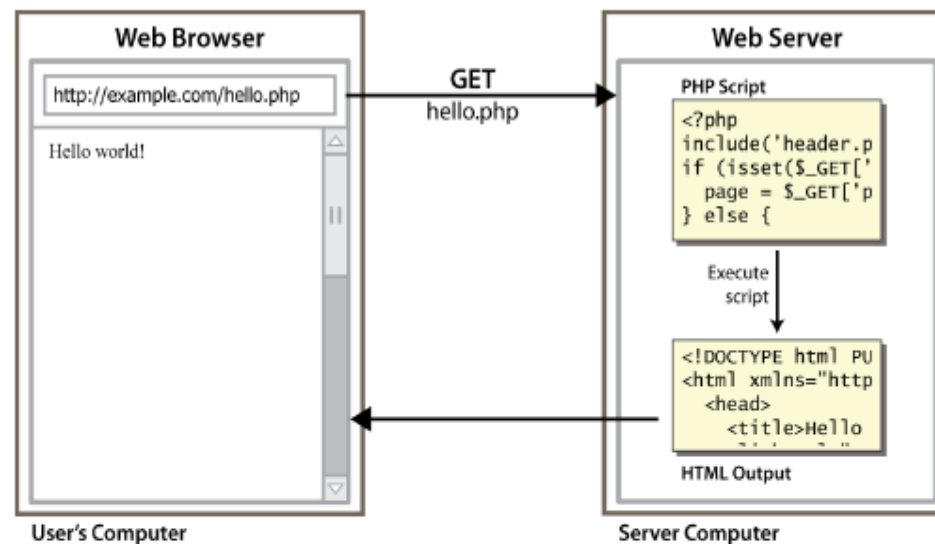 Web Browser
http://example.com/hello.php
Hello world!
User's Computer
GET
hello.php
Web Server
PHP Script
<?php
include('header.p
if (isset($_GET['
  page = $_GET['p
} else {
Execute
script
<!DOCTYPE html PU
<html xmlns="http
  <head>
    <title>Hello
HTML Output
Server Computer